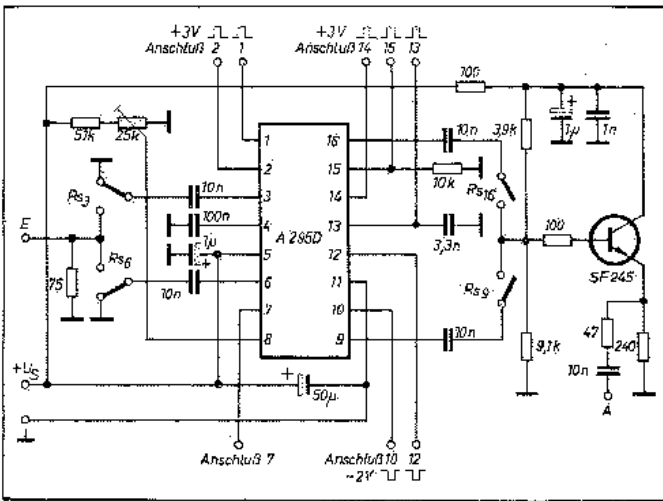 +3V
Anschluß 2 1
+3V
Anschluß 14 15 13
100
51k 25k
1
2
3
4
5
6
7
8
A 295D
16
15
14
13
12
11
10
9
10n
100n
1µ
+
10n
10n
10k
3,3n
10n
3,9k
+
1µ
1n
Rs3
Rs6
Rs16
Rs9
E
75
100
SF245
+Us
+
50µ
9,1k
47
240
10n
A
Anschluß 7
Anschluß 10 12